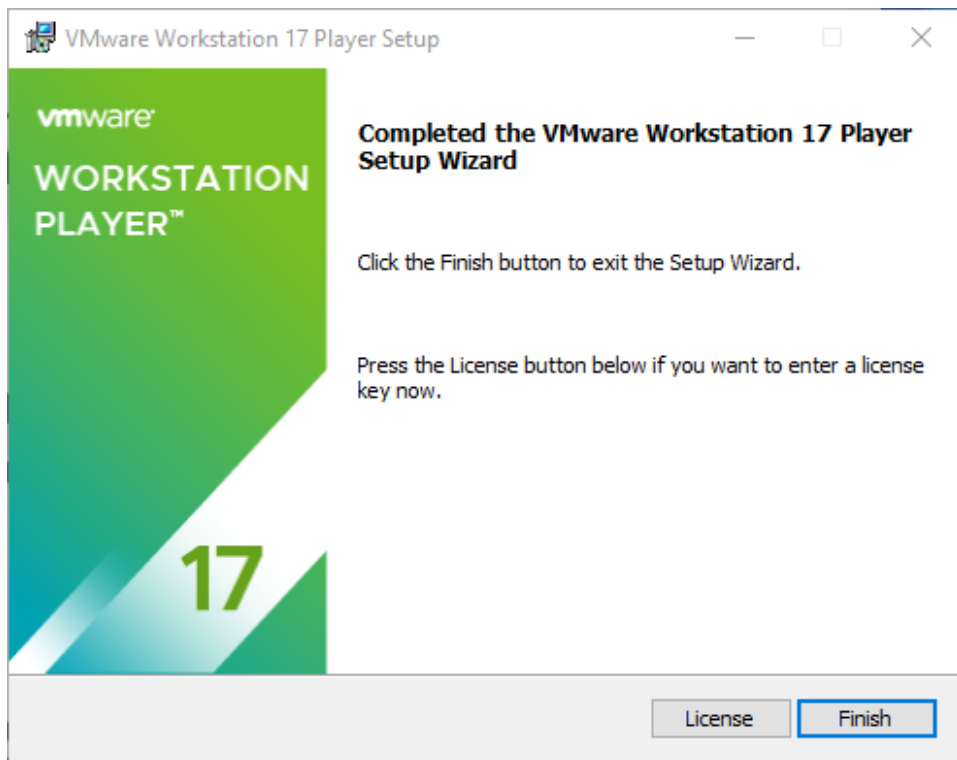 VMware Workstation 17 Player Setup
vmware®
WORKSTATION
PLAYER™
Completed the VMware Workstation 17 Player
Setup Wizard
Click the Finish button to exit the Setup Wizard.
Press the License button below if you want to enter a license
key now.
17
License
Finish